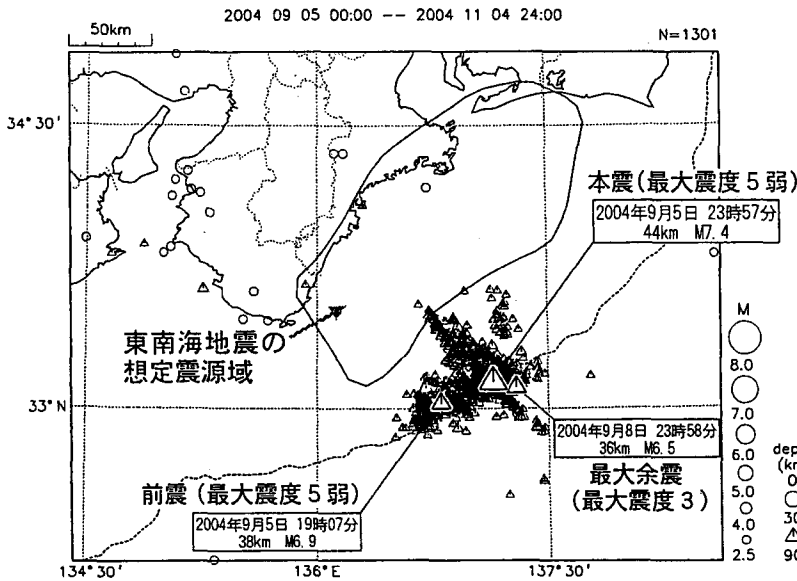 2004 09 05 00:00 -- 2004 11 04 24:00
50km
N=1301
34°30'
本震(最大震度5弱)
2004年9月5日 23時57分
44km M7.4
東南海地震の
想定震源域
M
8.0
33°N
7.0
2004年9月8日 23時58分
36km M6.5
6.0
最大余震
(最大震度3)
前震(最大震度5弱)
2004年9月5日 19時07分
38km M6.9
5.0
4.0
2.5
dep
(km
0
30
90
134°30'
136°E
137°30'